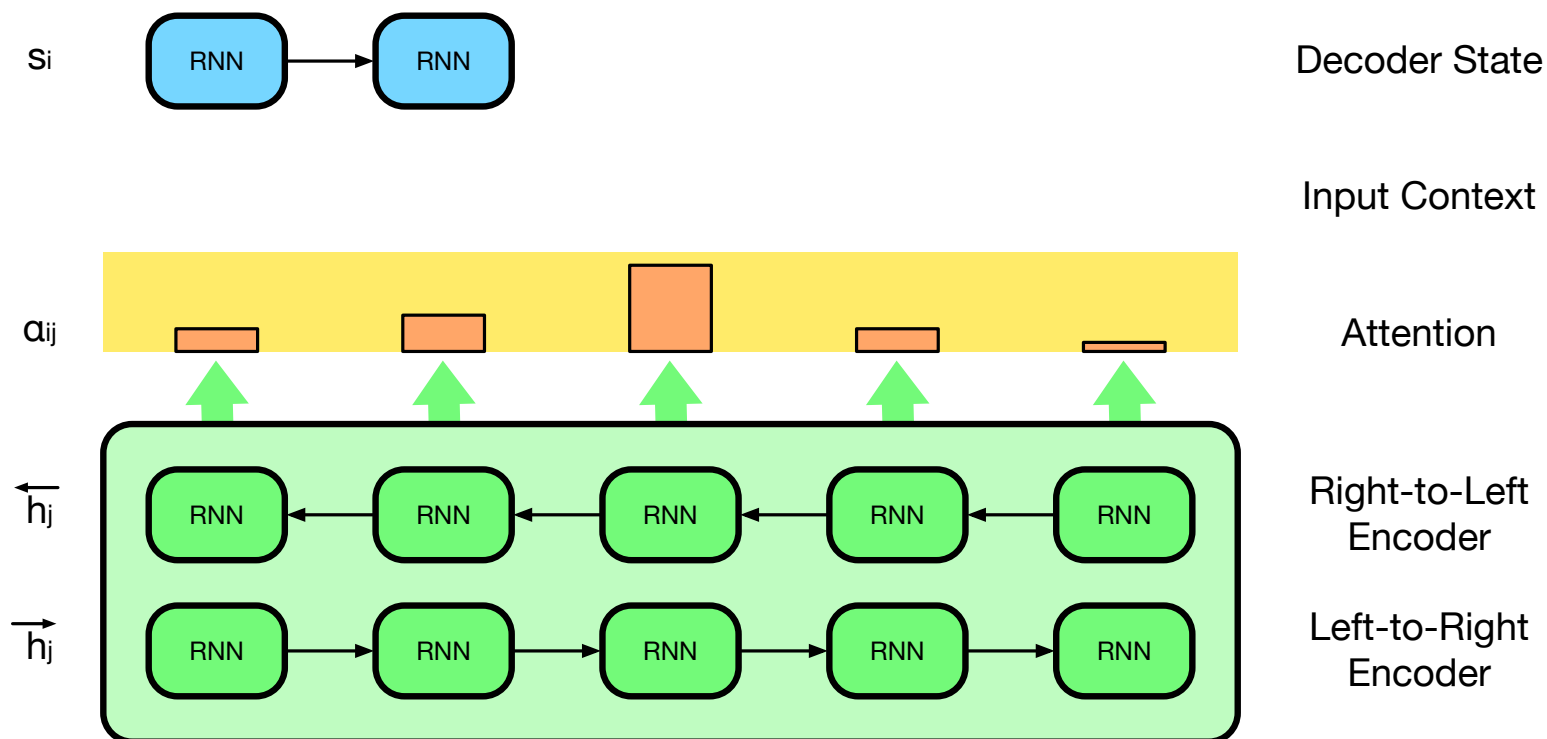 si RNN RNN Decoder State
Input Context
αij Attention
hj RNN RNN RNN RNN RNN Right-to-Left
Encoder
hj RNN RNN RNN RNN RNN Left-to-Right
Encoder